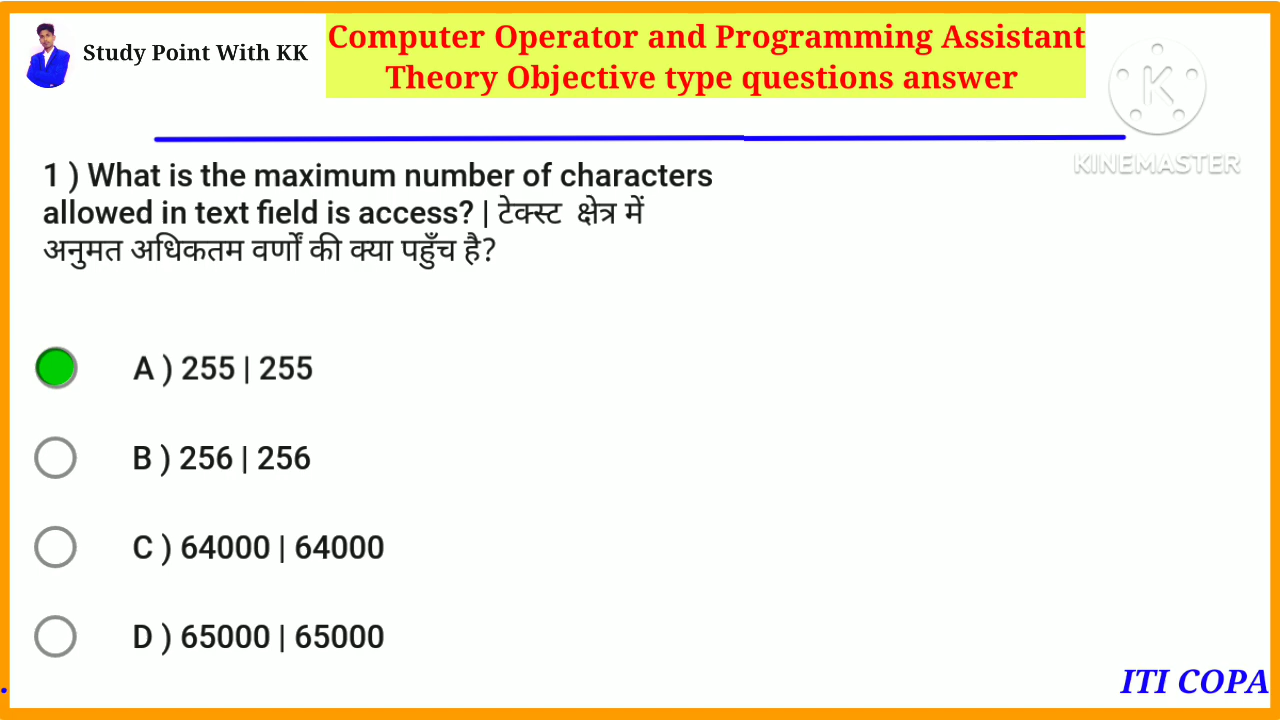 Study Point With KK
Computer Operator and Programming Assistant
Theory Objective type questions answer
K
KINEMASTER
1 ) What is the maximum number of characters
allowed in text field is access? | टेक्स्ट क्षेत्र में
अनुमत अधिकतम वर्णों की क्या पहुँच है?
A ) 255 | 255
B ) 256 | 256
C ) 64000 | 64000
D ) 65000 | 65000
ITI COPA